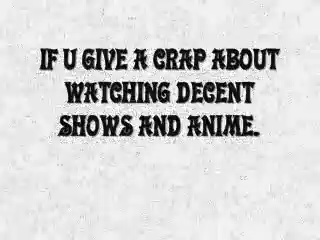 IF U GIVE A CRAP ABOUT
WATCHING DECENT
SHOWS AND ANIME.